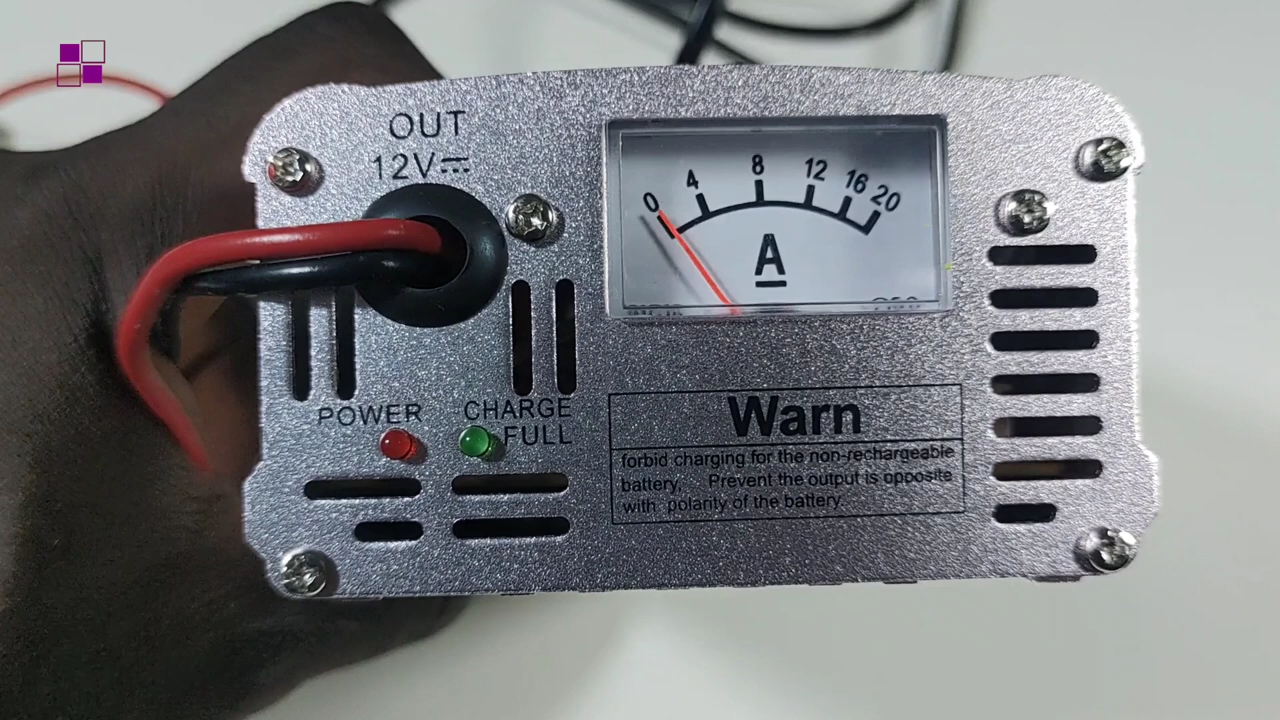 OUT
12V
0 4 8 12 16 20
A
POWER
CHARGE
FULL
Warn
forbid charging for the non-rechargeable
battery. Prevent the output is opposite
with polarity of the battery.